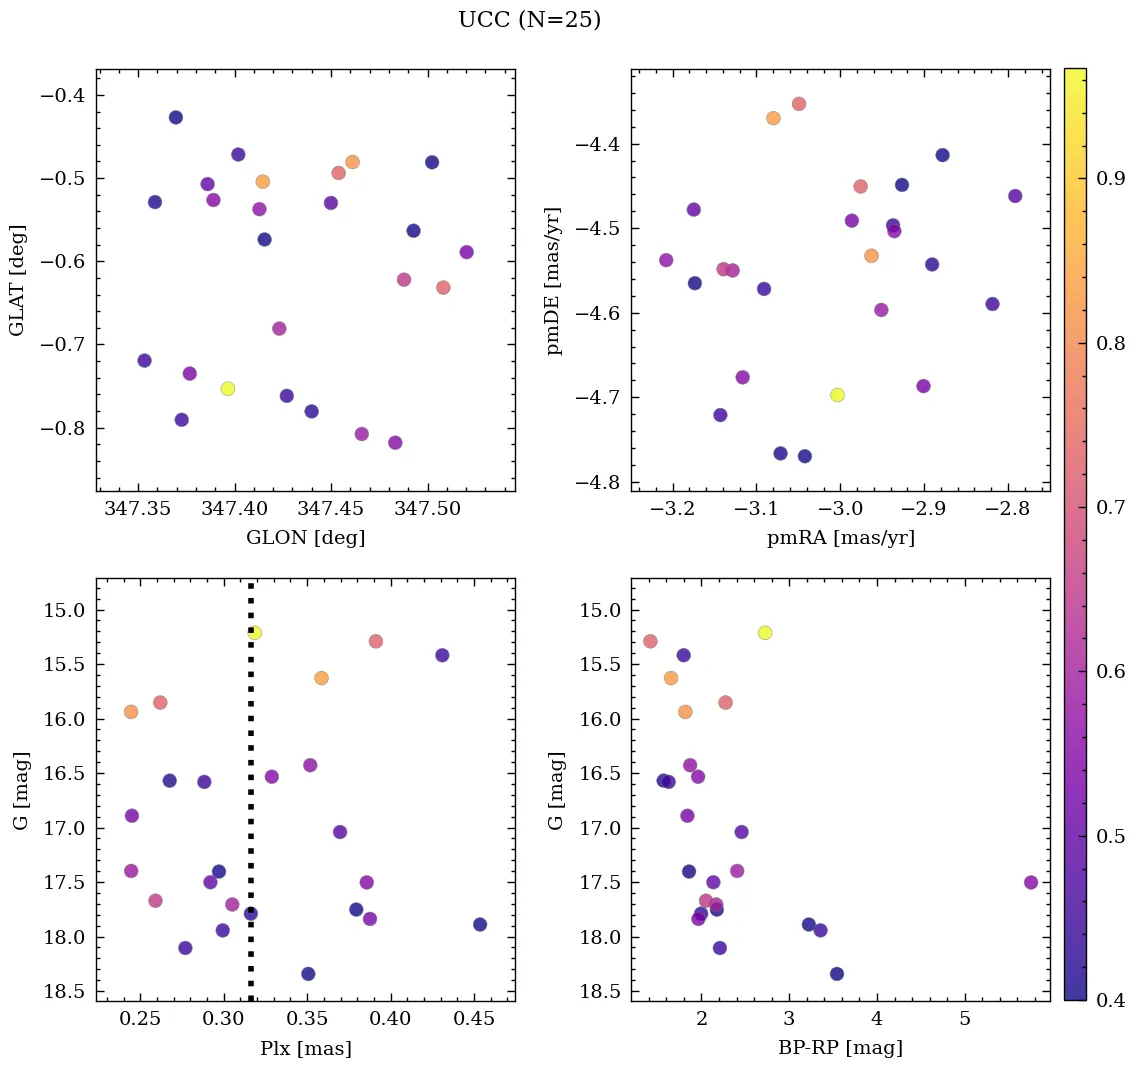 UCC (N=25)
−0.4
−0.5
−0.6
−0.7
−0.8
GLAT [deg]
347.35 347.40 347.45 347.50
GLON [deg]
−4.4
−4.5
−4.6
−4.7
−4.8
pmDE [mas/yr]
−3.2 −3.1 −3.0 −2.9 −2.8
pmRA [mas/yr]
15.0
15.5
16.0
16.5
17.0
17.5
18.0
18.5
G [mag]
0.25 0.30 0.35 0.40 0.45
Plx [mas]
15.0
15.5
16.0
16.5
17.0
17.5
18.0
18.5
G [mag]
2 3 4 5
BP-RP [mag]
0.9
0.8
0.7
0.6
0.5
0.4